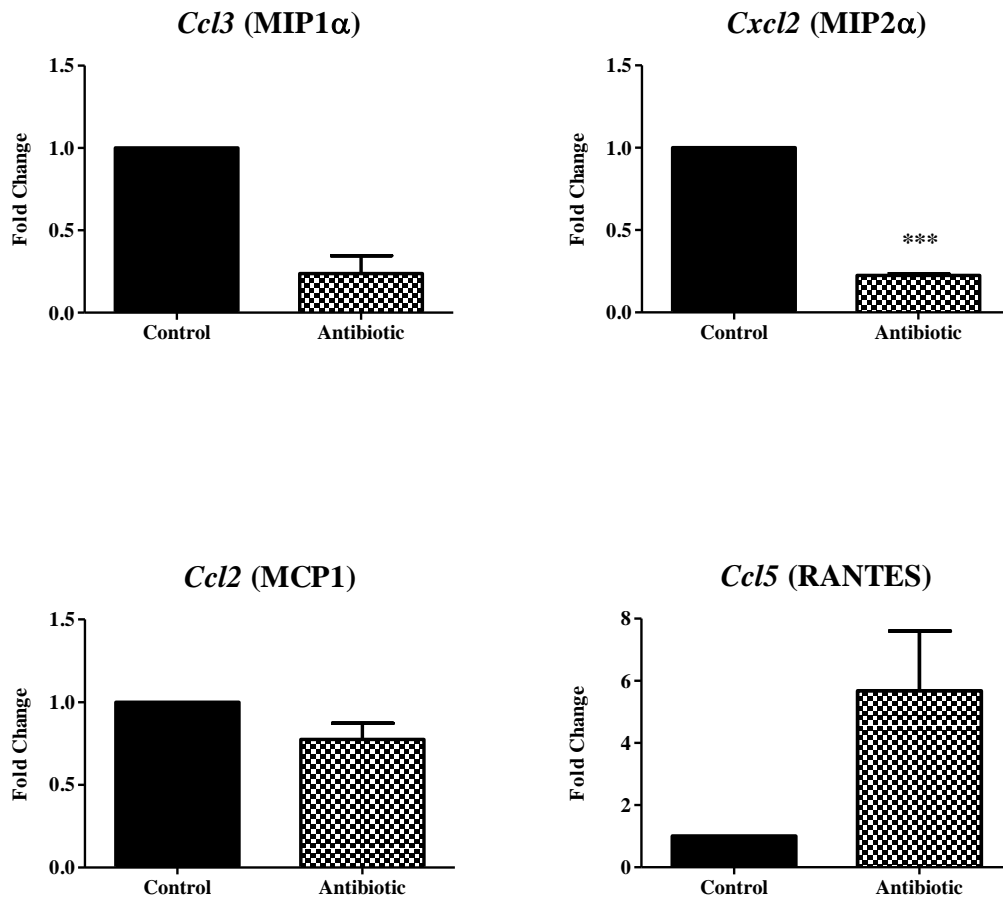 Ccl3 (MIP1α)
Fold Change
1.5
1.0
0.5
0.0
Control Antibiotic
Cxcl2 (MIP2α)
Fold Change
1.5
1.0
0.5
0.0
***
Control Antibiotic
Ccl2 (MCP1)
Fold Change
1.5
1.0
0.5
0.0
Control Antibiotic
Ccl5 (RANTES)
Fold Change
8
6
4
2
0
Control Antibiotic